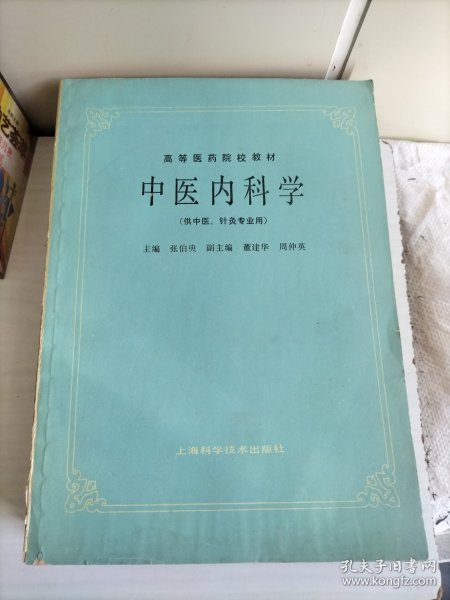 高等医药院校教材
中医内科学
(供中医、针灸专业用)
主编 张伯臾 副主编 董建华 周仲英
上海科学技术出版社
孔夫子旧书网
www.kongfz.com